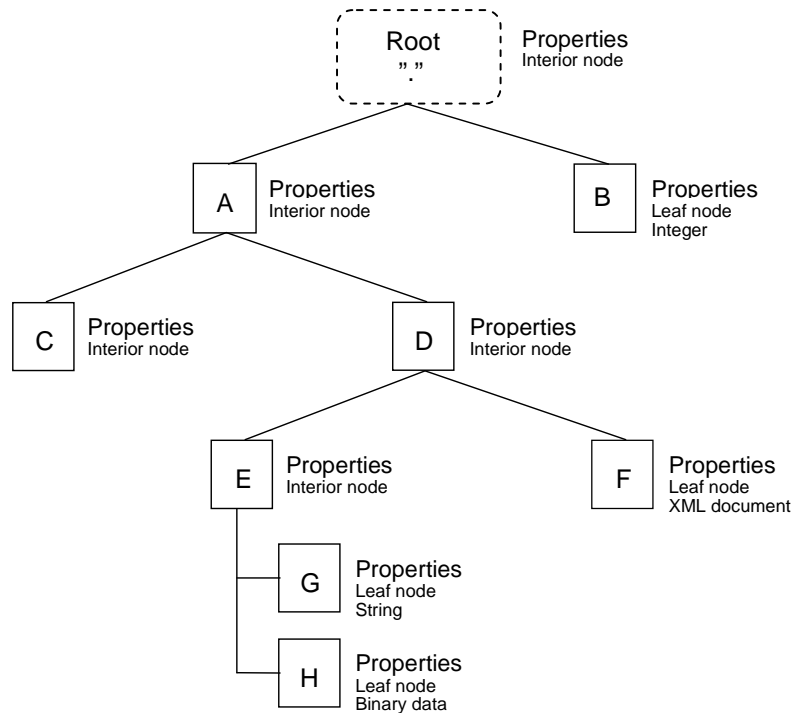 Root
”.”
Properties
Interior node
A
Properties
Interior node
B
Properties
Leaf node
Integer
C
Properties
Interior node
D
Properties
Interior node
E
Properties
Interior node
F
Properties
Leaf node
XML document
G
Properties
Leaf node
String
H
Properties
Leaf node
Binary data